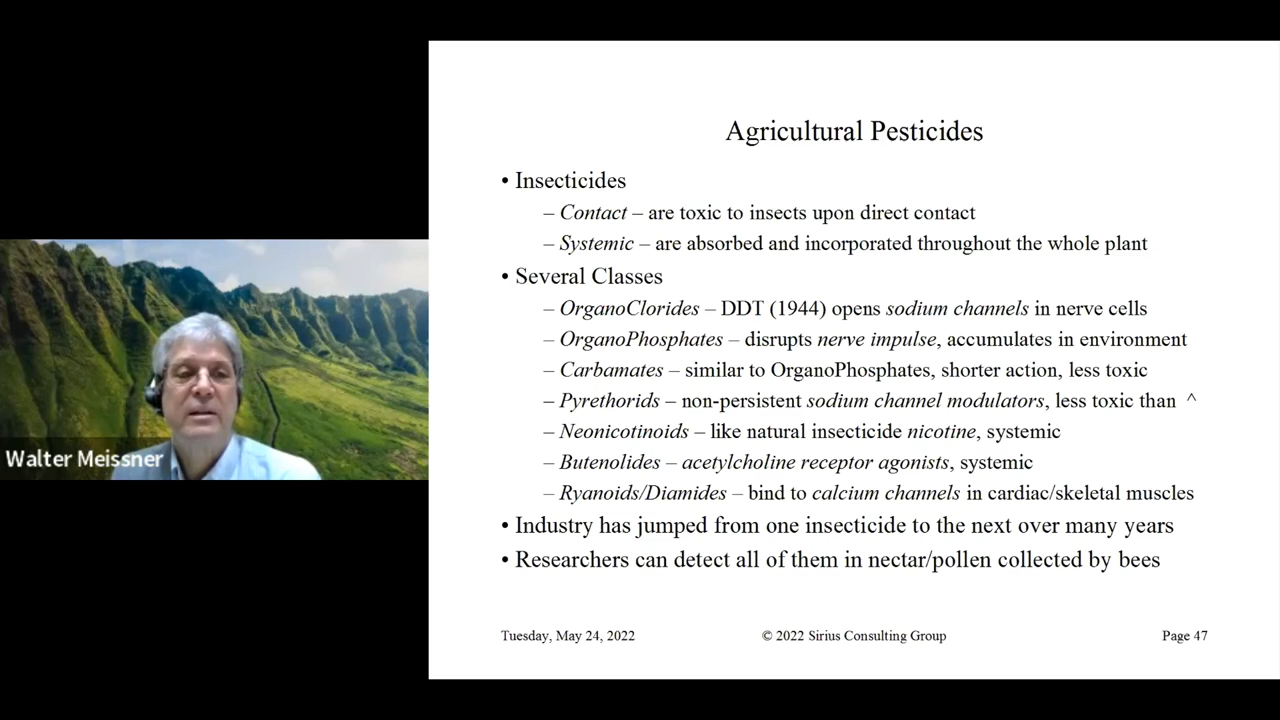 Agricultural Pesticides
• Insecticides
– Contact – are toxic to insects upon direct contact
– Systemic – are absorbed and incorporated throughout the whole plant
• Several Classes
– OrganoClorides – DDT (1944) opens sodium channels in nerve cells
– OrganoPhosphates – disrupts nerve impulse, accumulates in environment
– Carbamates – similar to OrganoPhosphates, shorter action, less toxic
– Pyrethorids – non-persistent sodium channel modulators, less toxic than ^
– Neonicotinoids – like natural insecticide nicotine, systemic
– Butenolides – acetylcholine receptor agonists, systemic
– Ryanoids/Diamides – bind to calcium channels in cardiac/skeletal muscles
• Industry has jumped from one insecticide to the next over many years
• Researchers can detect all of them in nectar/pollen collected by bees
Tuesday, May 24, 2022 © 2022 Sirius Consulting Group Page 47
Walter Meissner